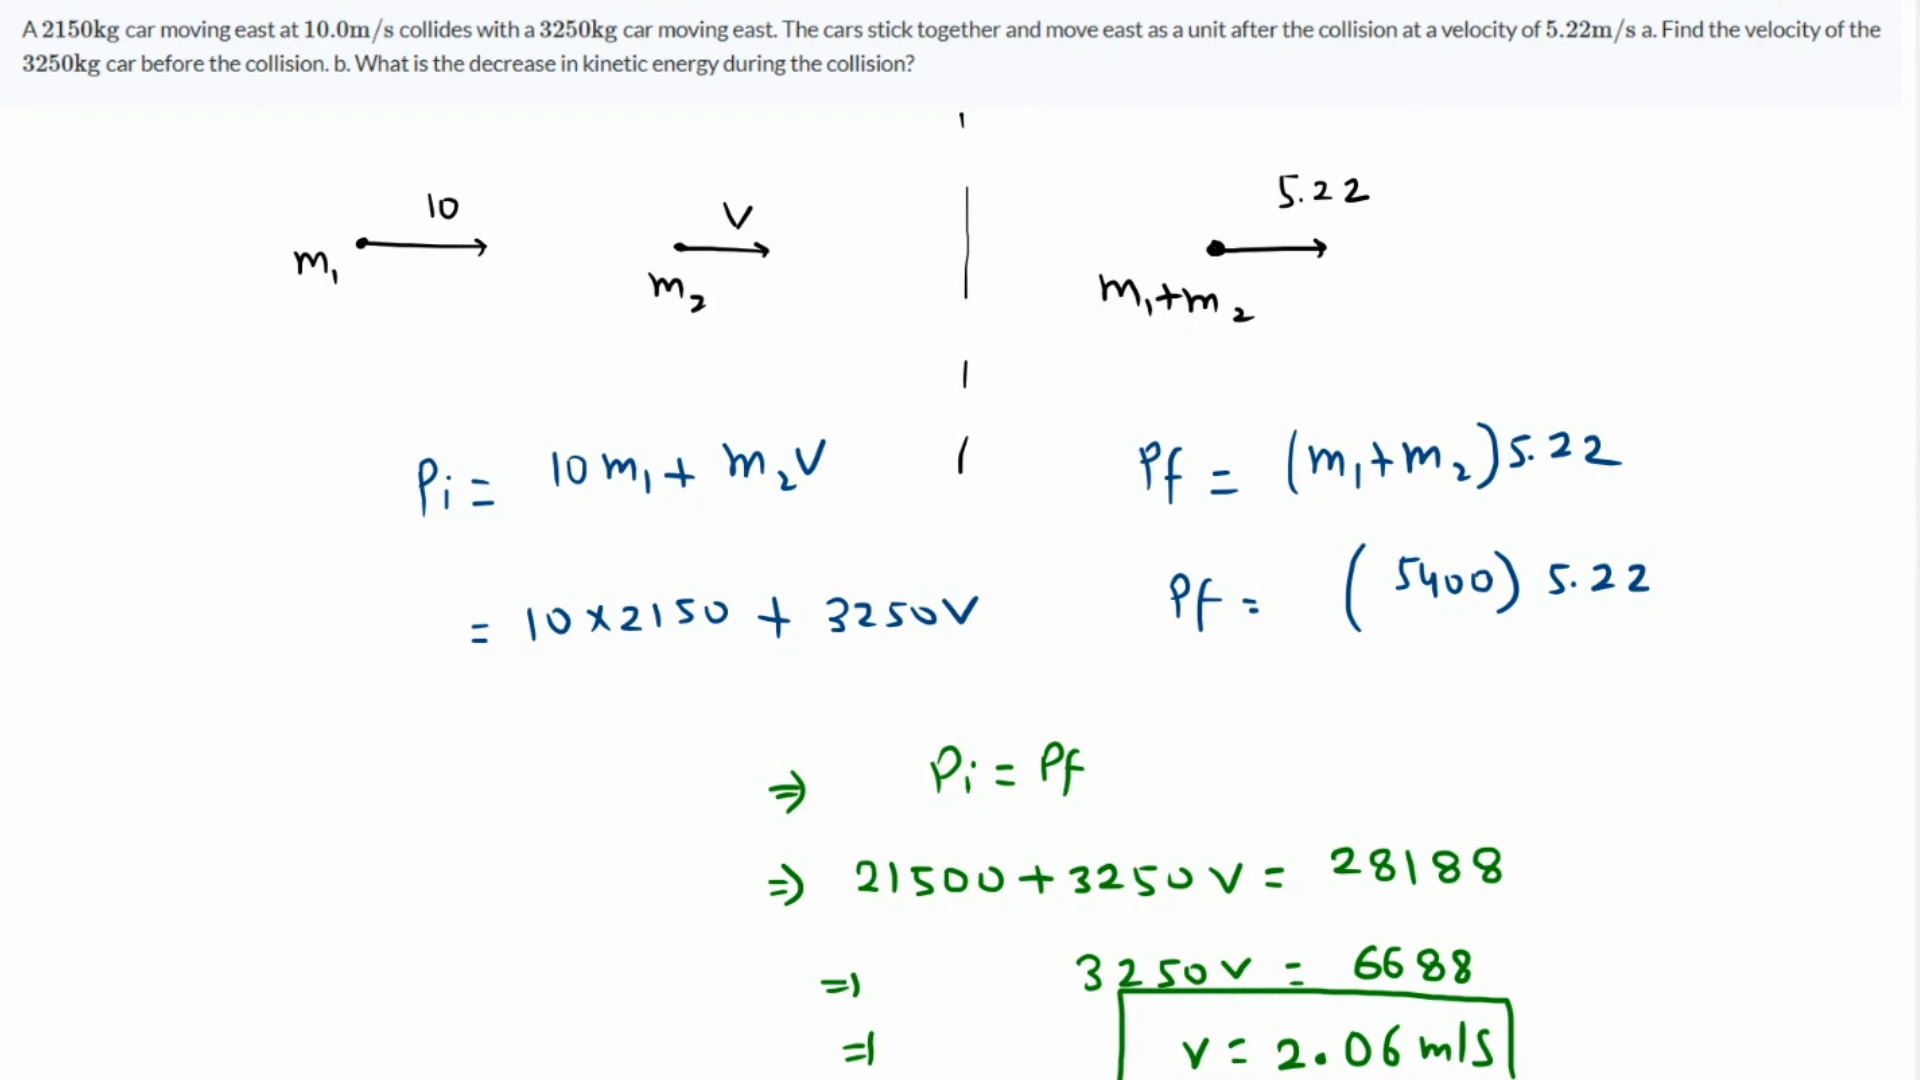 A 2150kg car moving east at 10.0m/s collides with a 3250kg car moving east. The cars stick together and move east as a unit after the collision at a velocity of 5.22m/s a. Find the velocity of the
3250kg car before the collision. b. What is the decrease in kinetic energy during the collision?
10
V
5.22
m₁
m₂
m₁+m₂
Pi = 10m₁ + m₂V
Pf = (m₁+m₂)5.22
= 10×2150 + 3250V
Pf = (5400) 5.22
⇒ Pi = Pf
⇒ 21500+3250V = 28188
⇒ 3250V = 6688
⇒ V = 2.06 m/s